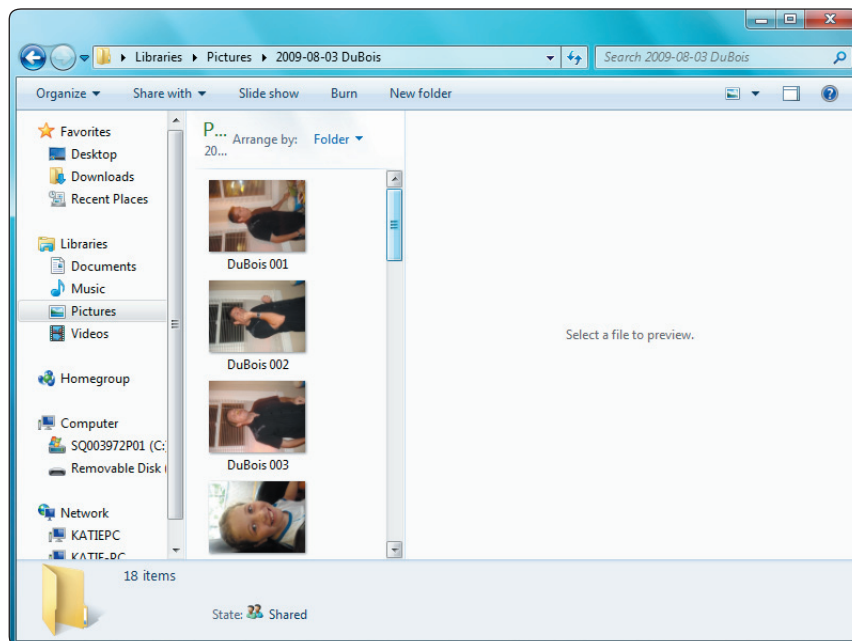 Libraries ▸ Pictures ▸ 2009-08-03 DuBois
Search 2009-08-03 DuBois
Organize Share with Slide show Burn New folder
Favorites
Desktop
Downloads
Recent Places
Libraries
Documents
Music
Pictures
Videos
Homegroup
Computer
SQ003972P01 (C:
Removable Disk (
Network
KATIEPC
KATIE-PC
P...
20...
Arrange by: Folder
DuBois 001
DuBois 002
DuBois 003
Select a file to preview.
18 items
State: Shared